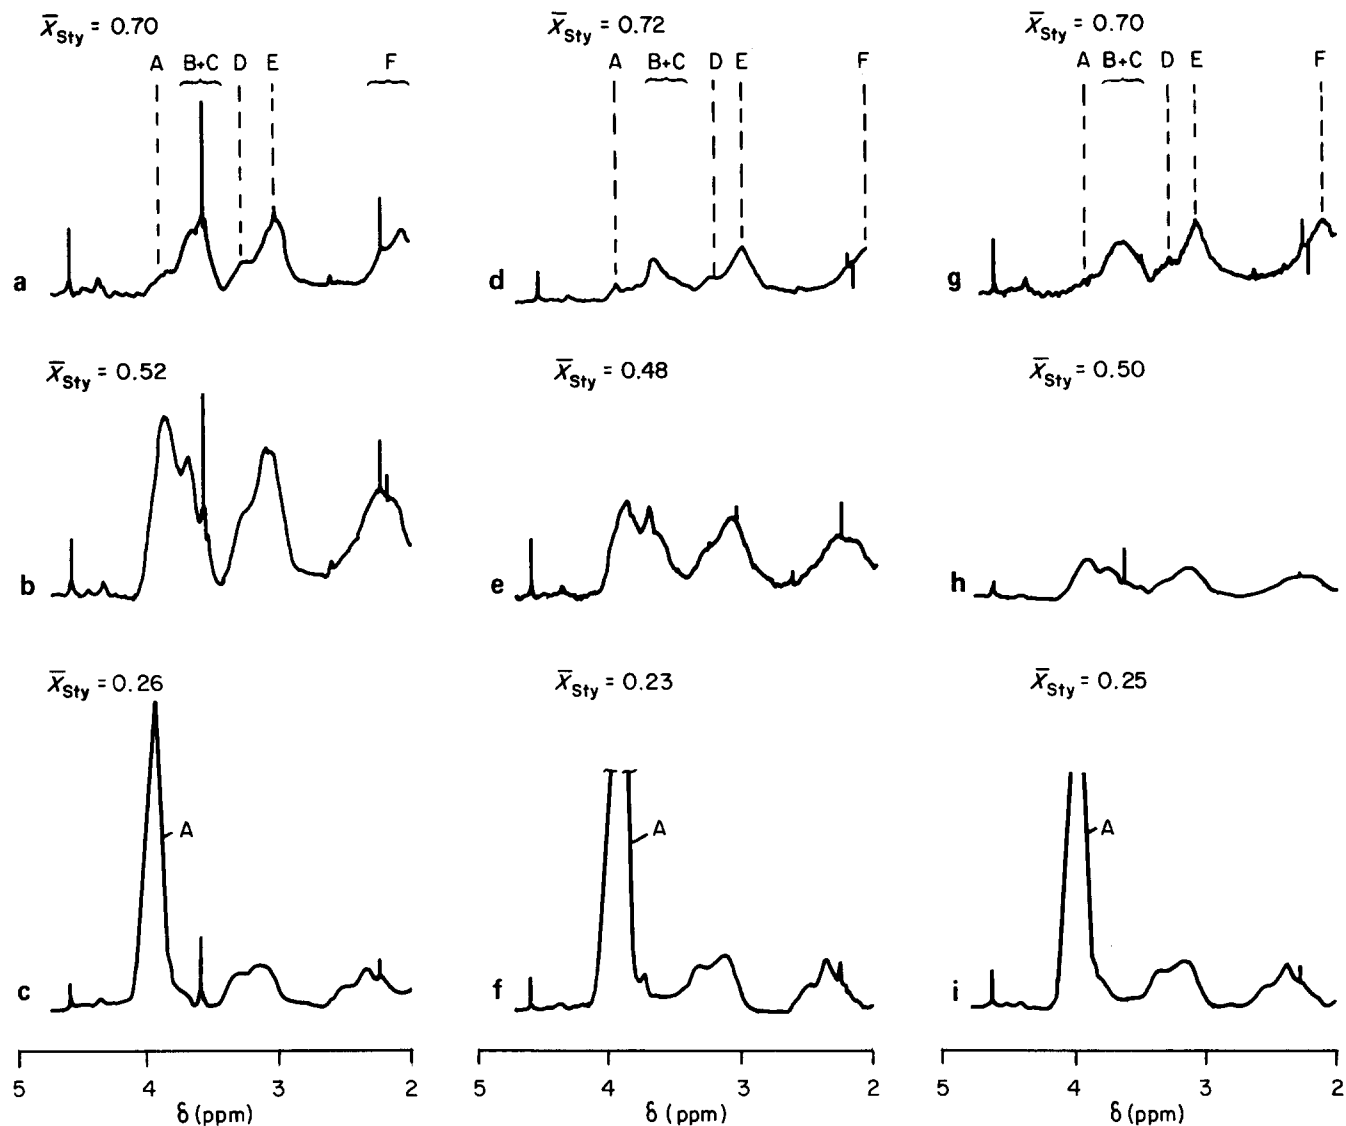 X̄Sty = 0.70
X̄Sty = 0.72
X̄Sty = 0.70
A B+C D E F
A B+C D E F
A B+C D E F
a
d
g
X̄Sty = 0.52
X̄Sty = 0.48
X̄Sty = 0.50
b
e
h
X̄Sty = 0.26
X̄Sty = 0.23
X̄Sty = 0.25
A
A
A
c
f
i
5 4 3 2
5 4 3 2
5 4 3 2
δ (ppm)
δ (ppm)
δ (ppm)